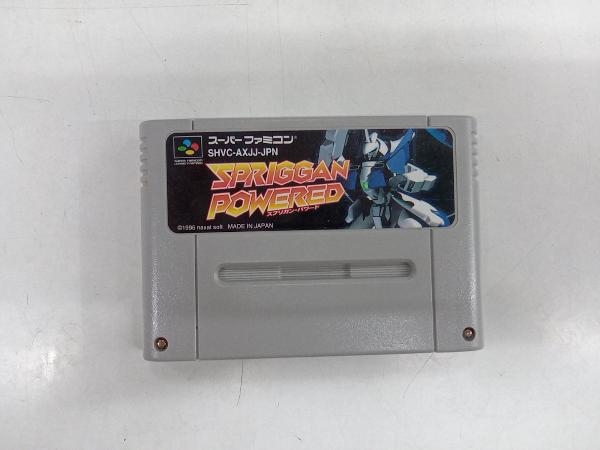 スーパーファミコン
SHVC-AXJJ-JPN
SPRIGGAN
POWERED
スプリガン・パワード
©1996 naxat soft MADE IN JAPAN